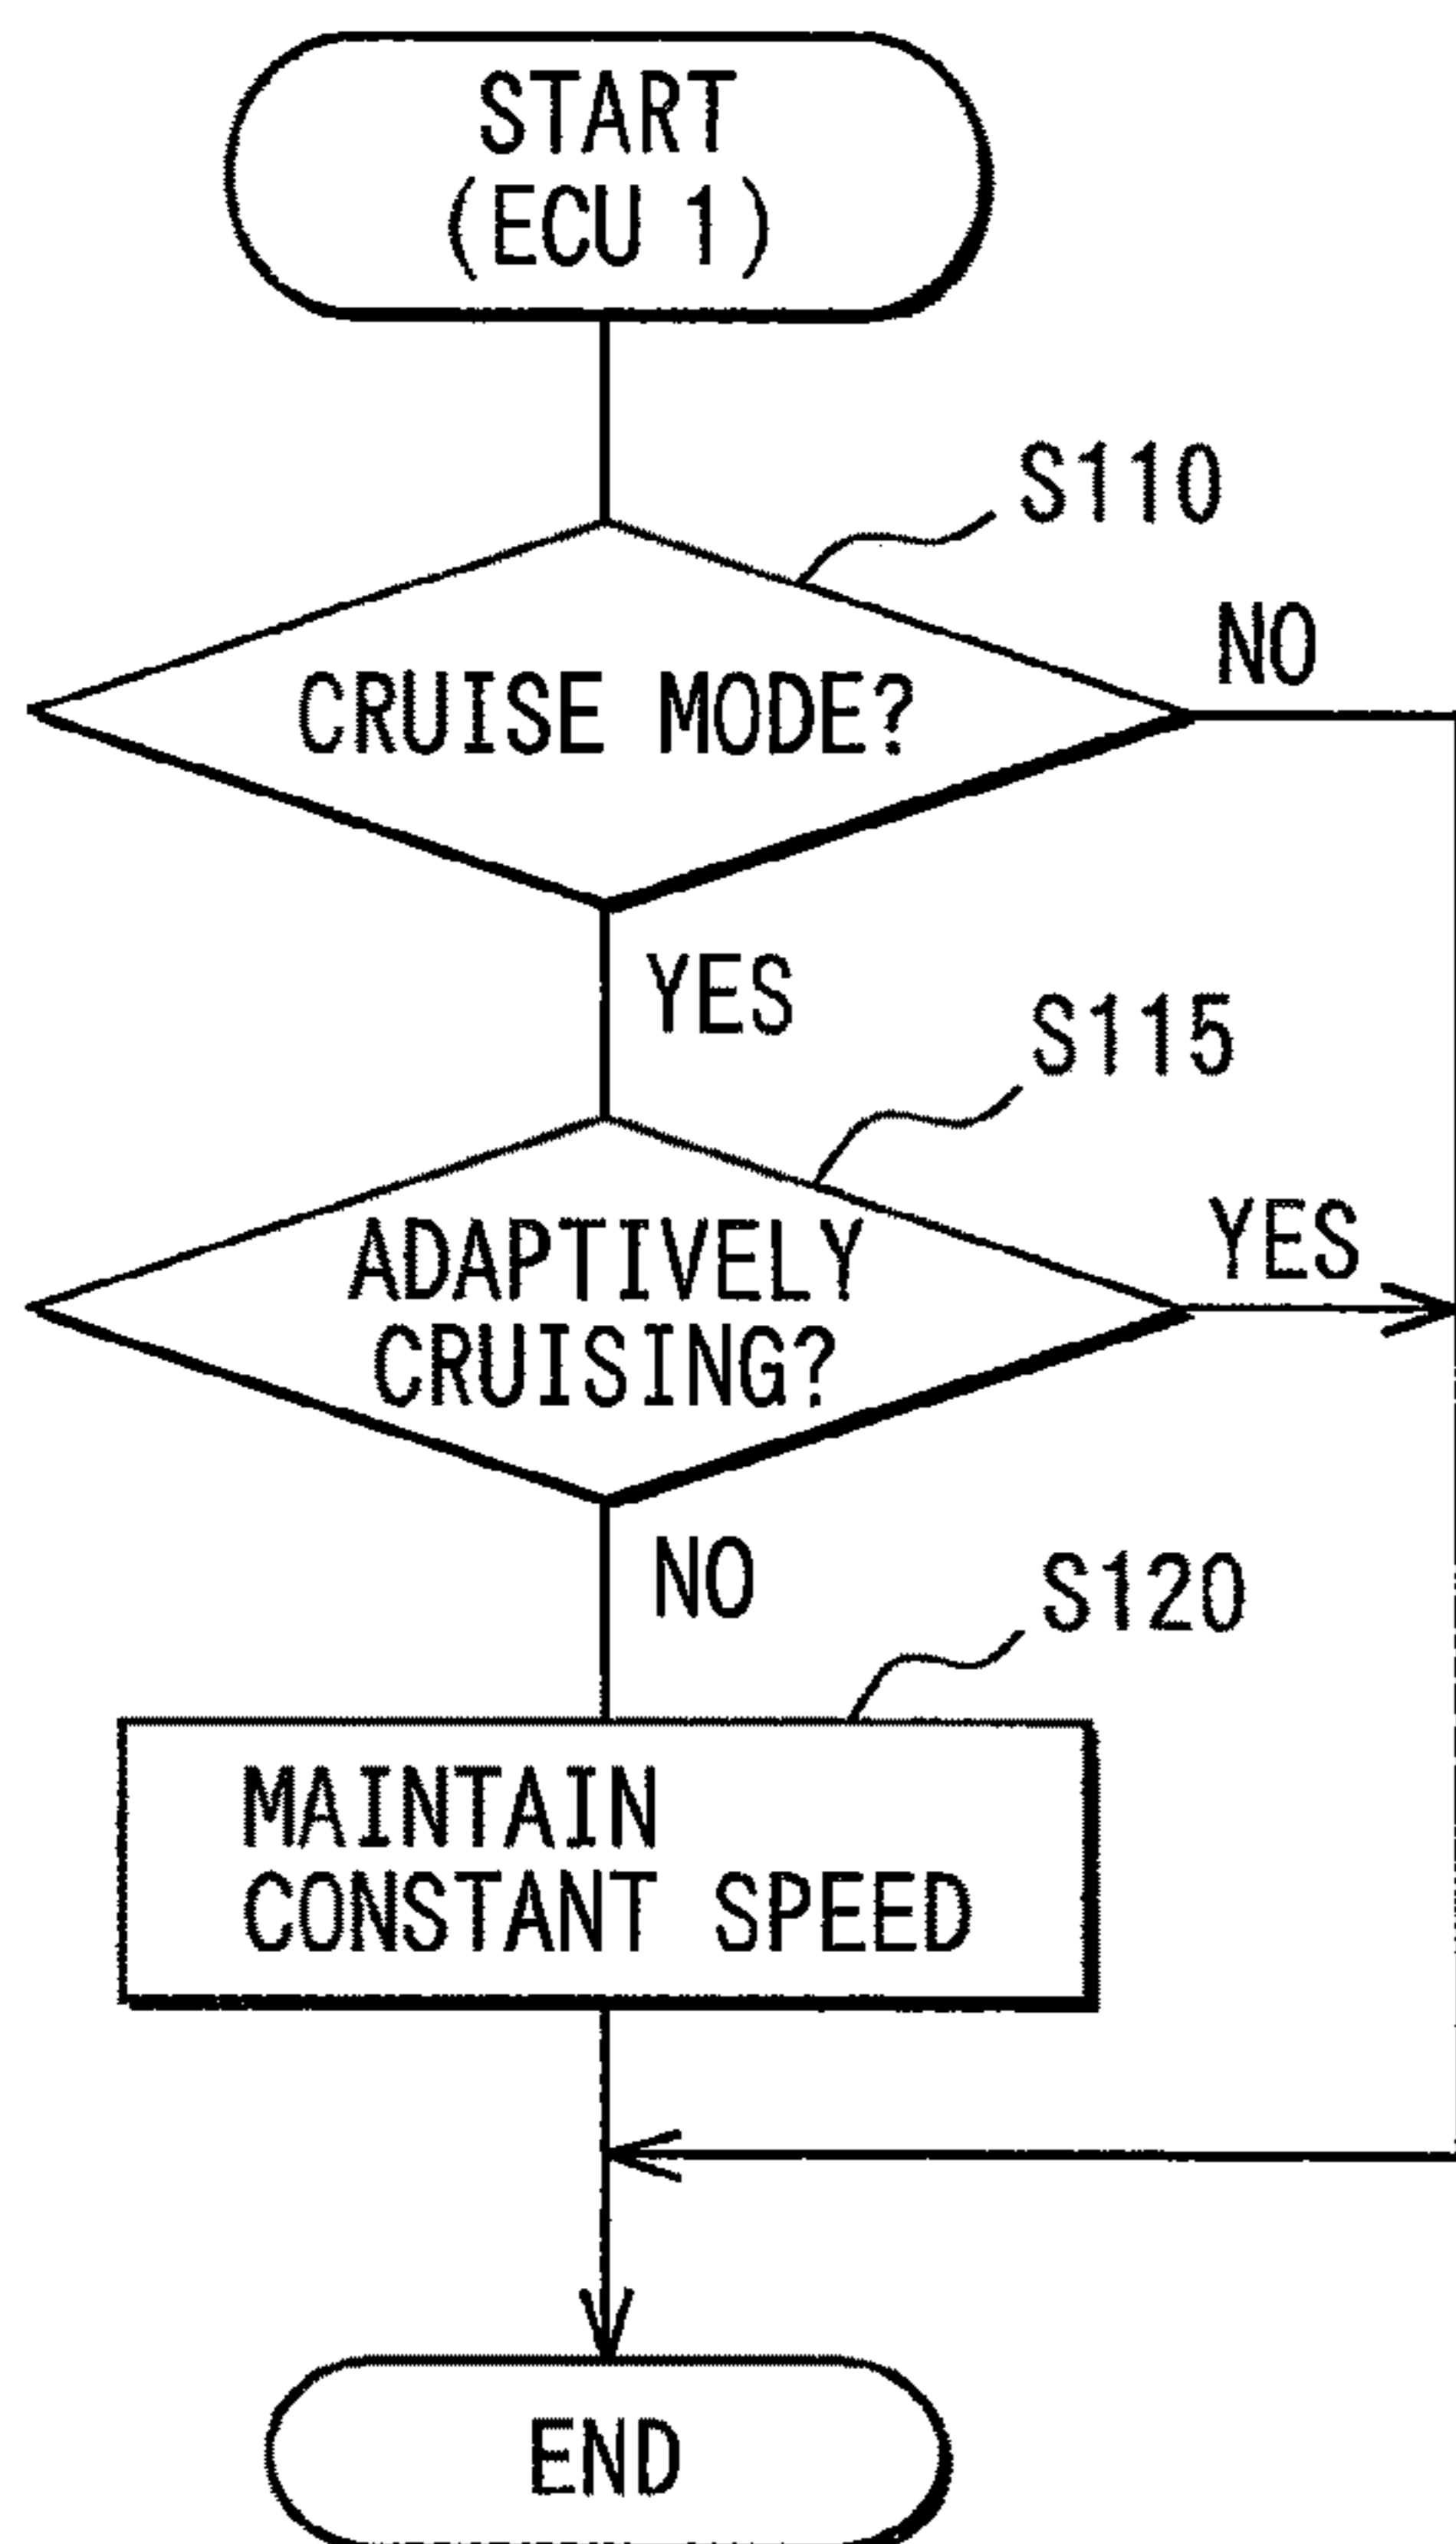 START
(ECU 1)
S110
NO
CRUISE MODE?
YES
S115
YES
ADAPTIVELY
CRUISING?
NO
S120
MAINTAIN
CONSTANT SPEED
END